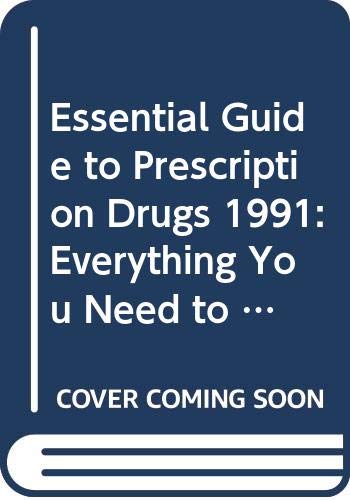 Essential Guid
e to Prescripti
on Drugs 1991:
Everything Yo
u Need to ...
COVER COMING SOON